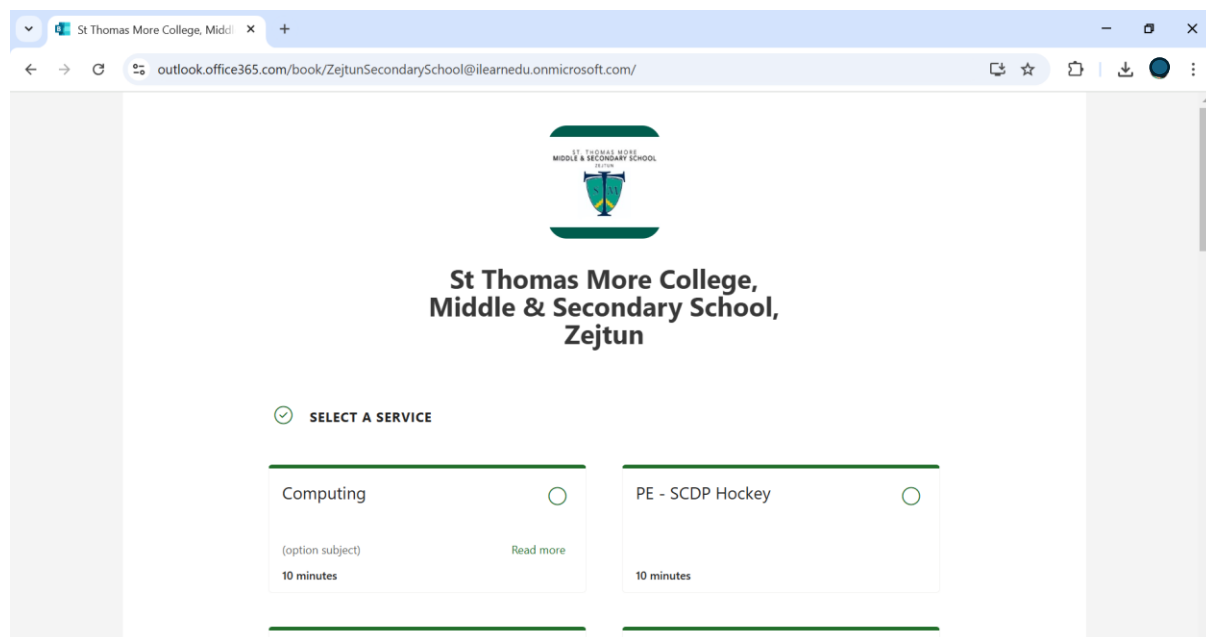 St Thomas More College, Middl
outlook.office365.com/book/ZejtunSecondarySchool@ilearnedu.onmicrosoft.com/
ST. THOMAS MORE
MIDDLE & SECONDARY SCHOOL
ZEJTUN
St Thomas More College,
Middle & Secondary School,
Zejtun
SELECT A SERVICE
Computing
(option subject)
Read more
10 minutes
PE - SCDP Hockey
10 minutes